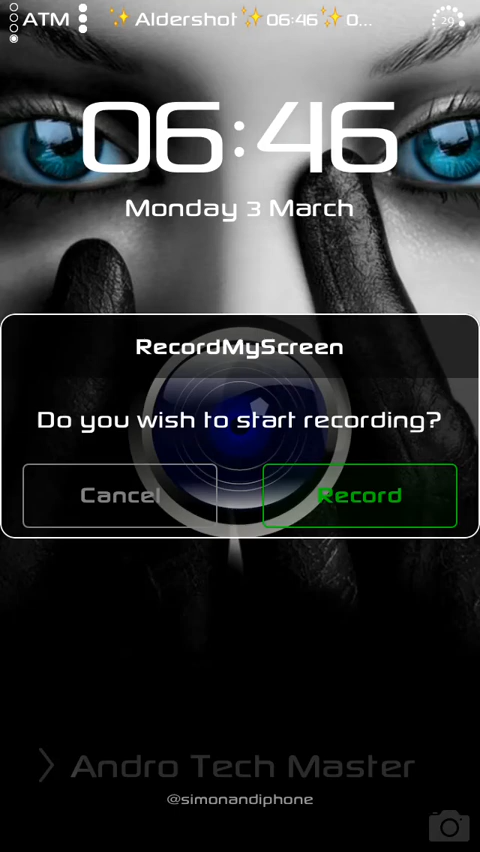 ATM ✨Aldershot✨06:46✨0... 29
06:46
Monday 3 March
RecordMyScreen
Do you wish to start recording?
Cancel Record
Andro Tech Master
@simonandiphone